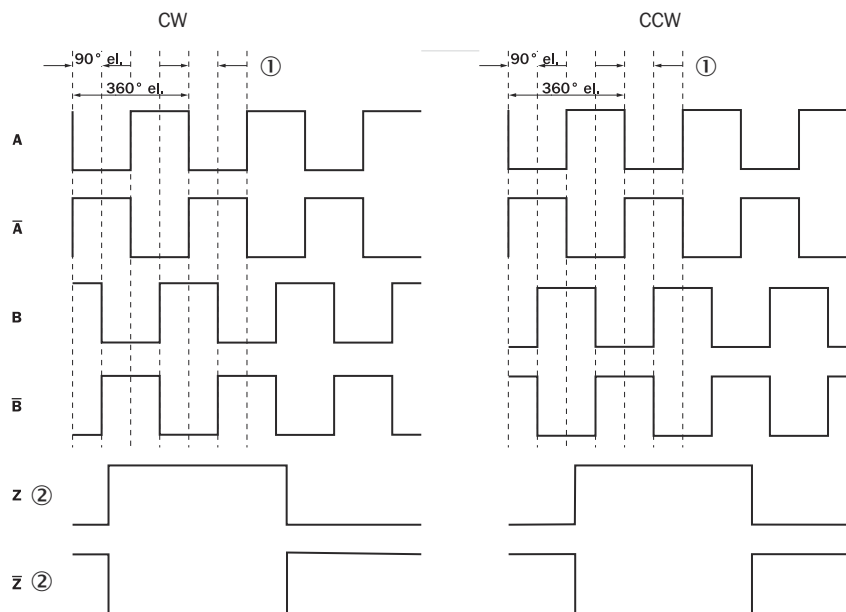 CW CCW
90° el. ① 90° el. ①
360° el. 360° el.
A
A̅
B
B̅
Z ②
Z̅ ②